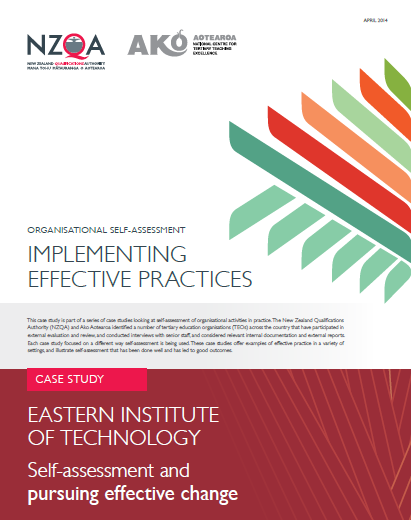 APRIL 2014
NZQA
NEW ZEALAND QUALIFICATIONS AUTHORITY
MANA TOHU MĀTAURANGA O AOTEAROA
AKO
AOTEAROA
NATIONAL CENTRE FOR
TERTIARY TEACHING
EXCELLENCE
ORGANISATIONAL SELF-ASSESSMENT
IMPLEMENTING
EFFECTIVE PRACTICES
This case study is part of a series of case studies looking at self-assessment of organisational activities in practice. The New Zealand Qualifications
Authority (NZQA) and Ako Aotearoa identified a number of tertiary education organisations (TEOs) across the country that have participated in
external evaluation and review, and conducted interviews with senior staff, and considered relevant internal documentation and external reports.
Each case study focused on a different way self-assessment is being used. These case studies offer examples of effective practice in a variety of
settings, and illustrate self-assessment that has been done well and has led to good outcomes.
CASE STUDY
EASTERN INSTITUTE
OF TECHNOLOGY
Self-assessment and
pursuing effective change